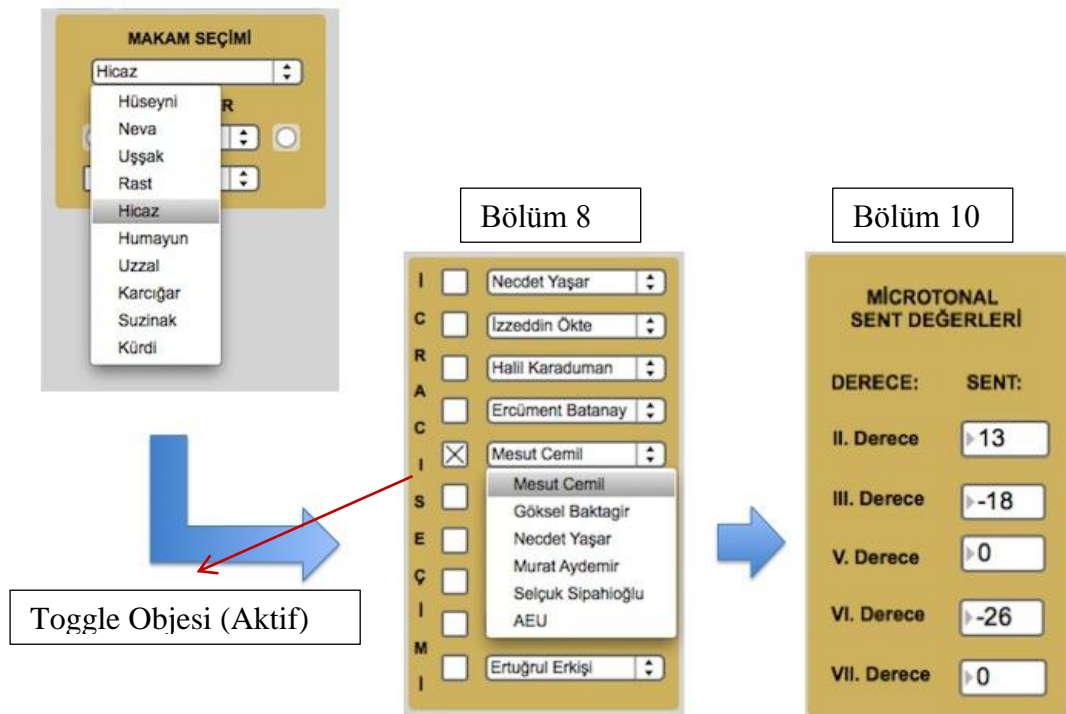 MAKAM SEÇİMİ
Hicaz
R
Hüseyni
Neva
Uşşak
Rast
Hicaz
Humayun
Uzzal
Karcığar
Suzinak
Kürdi
Bölüm 8
Bölüm 10
İCRACI SEÇİMİ
Necdet Yaşar
İzzeddin Ökte
Halil Karaduman
Ercüment Batanay
Mesut Cemil
Mesut Cemil
Göksel Baktagir
Necdet Yaşar
Murat Aydemir
Selçuk Sipahioğlu
AEU
Ertuğrul Erkişi
MİCROTONAL
SENT DEĞERLERİ
DERECE: SENT:
II. Derece 13
III. Derece -18
V. Derece 0
VI. Derece -26
VII. Derece 0
Toggle Objesi (Aktif)